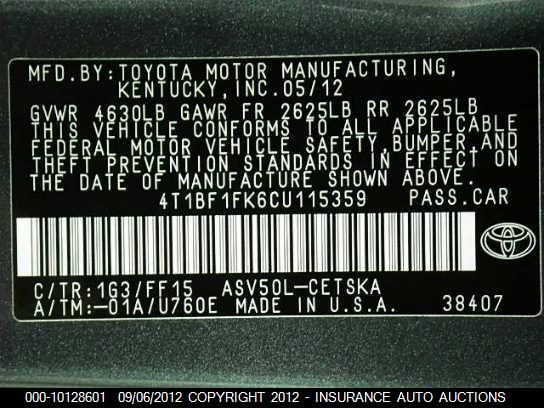 MFD.BY:TOYOTA MOTOR MANUFACTURING,
KENTUCKY,INC.05/12
GVWR 4630LB GAWR FR 2625LB RR 2625LB
THIS VEHICLE CONFORMS TO ALL APPLICABLE
FEDERAL MOTOR VEHICLE SAFETY,BUMPER,AND
THEFT PREVENTION STANDARDS IN EFFECT ON
THE DATE OF MANUFACTURE SHOWN ABOVE.
4T1BF1FK6CU115359 PASS.CAR
C/TR:1G3/FF15 ASV50L-CETSKA
A/TM:-01A/U760E MADE IN U.S.A. 38407
000-10128601 09/06/2012 COPYRIGHT 2012 - INSURANCE AUTO AUCTIONS